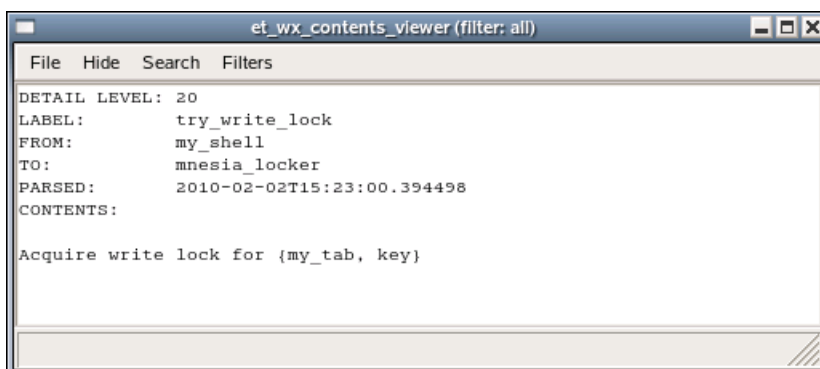 et_wx_contents_viewer (filter: all)
File Hide Search Filters
DETAIL LEVEL: 20
LABEL: try_write_lock
FROM: my_shell
TO: mnesia_locker
PARSED: 2010-02-02T15:23:00.394498
CONTENTS:
Acquire write lock for {my_tab, key}